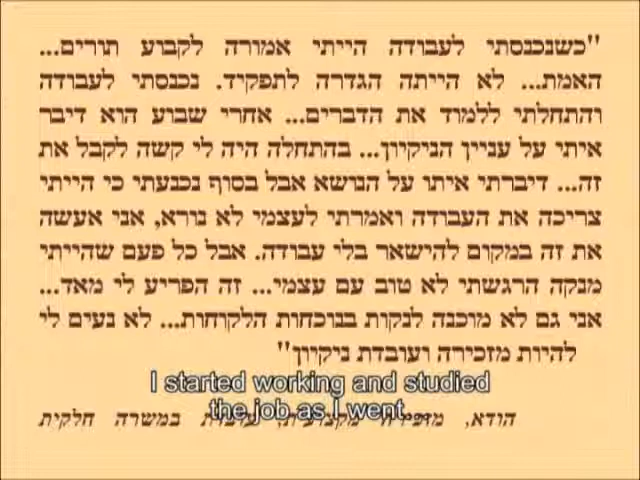 "כשנכנסתי לעבודה הייתי אמורה לקבוע תורים...
האמת... לא הייתה הגדרה לתפקיד. נכנסתי לעבודה
והתחלתי ללמוד את הדברים... אחרי שבוע הוא דיבר
איתי על עניין הניקיון... בהתחלה היה לי קשה לקבל את
זה... דיברתי איתו על הנושא אבל בסוף נכנעתי כי הייתי
צריכה את העבודה ואמרתי לעצמי לא נורא, אני אעשה
את זה במקום להישאר בלי עבודה. אבל כל פעם שהייתי
מנקה הרגשתי לא טוב עם עצמי... זה הפריע לי מאד...
אני גם לא מוכנה לנקות בנוכחות הלקוחות... לא נעים לי
להיות מזכירה ועובדת ניקיון"
I started working and studied
the job as I went...
הודא, מזכירה מקצועית, עובדת במשרה חלקית